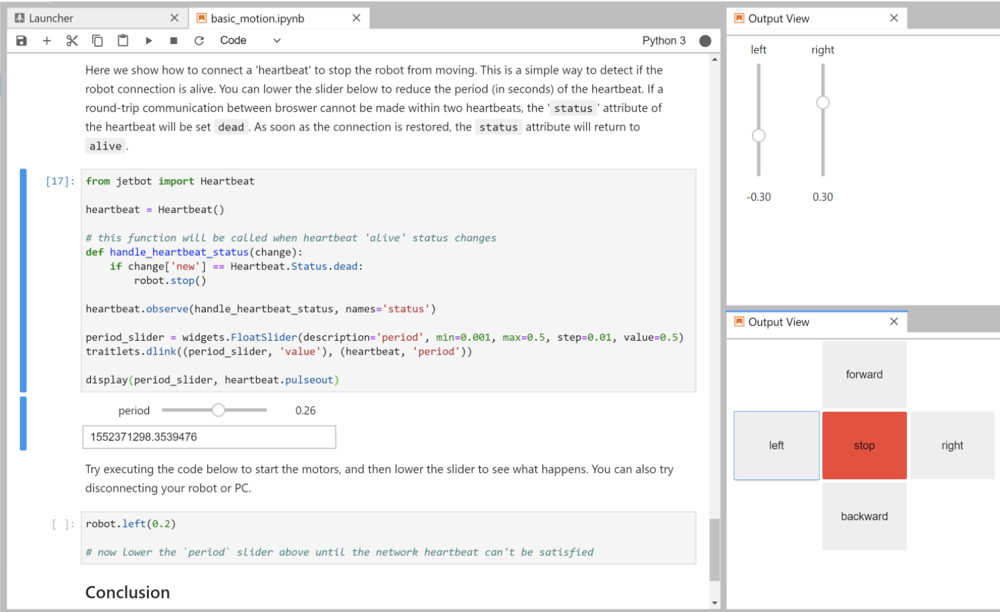 Launcher
basic_motion.ipynb
Code
Python 3
Here we show how to connect a 'heartbeat' to stop the robot from moving. This is a simple way to detect if the
robot connection is alive. You can lower the slider below to reduce the period (in seconds) of the heartbeat. If a
round-trip communication between broswer cannot be made within two heartbeats, the ' status ' attribute of
the heartbeat will be set dead . As soon as the connection is restored, the status attribute will return to
alive .
[17]:
from jetbot import Heartbeat
heartbeat = Heartbeat()
# this function will be called when heartbeat 'alive' status changes
def handle_heartbeat_status(change):
    if change['new'] == Heartbeat.Status.dead:
        robot.stop()
heartbeat.observe(handle_heartbeat_status, names='status')
period_slider = widgets.FloatSlider(description='period', min=0.001, max=0.5, step=0.01, value=0.5)
traitlets.dlink((period_slider, 'value'), (heartbeat, 'period'))
display(period_slider, heartbeat.pulseout)
period 0.26
1552371298.3539476
Try executing the code below to start the motors, and then lower the slider to see what happens. You can also try
disconnecting your robot or PC.
[ ]:
robot.left(0.2)
# now lower the `period` slider above until the network heartbeat can't be satisfied
Conclusion
Output View
left right
-0.30 0.30
Output View
forward
left stop right
backward